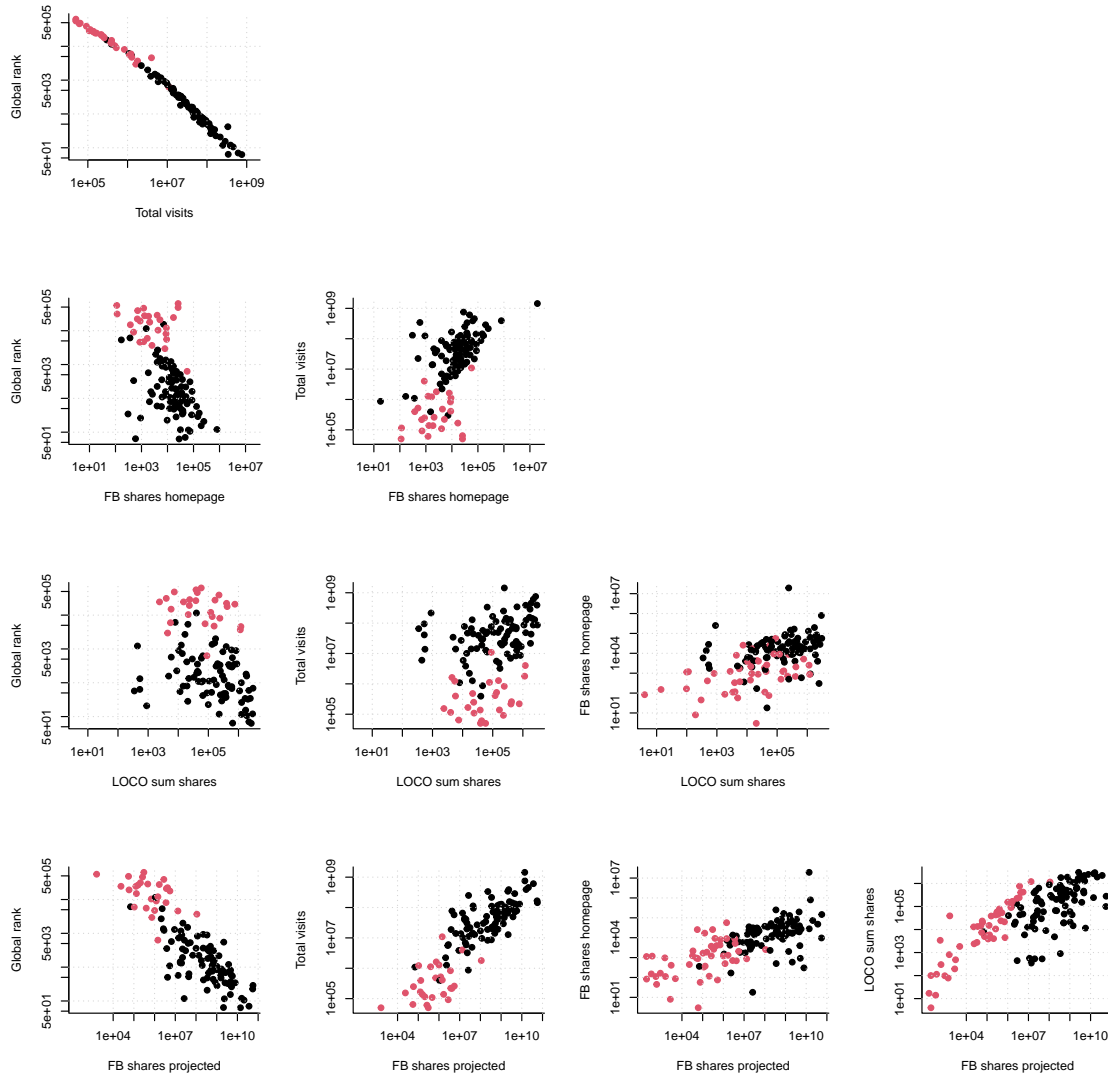 Global rank
5e+01 5e+03 5e+05
1e+05 1e+07 1e+09
Total visits
Global rank
5e+01 5e+03 5e+05
1e+01 1e+03 1e+05 1e+07
FB shares homepage
Total visits
1e+05 1e+07 1e+09
1e+01 1e+03 1e+05 1e+07
FB shares homepage
Global rank
5e+01 5e+03 5e+05
1e+01 1e+03 1e+05
LOCO sum shares
Total visits
1e+05 1e+07 1e+09
1e+01 1e+03 1e+05
LOCO sum shares
FB shares homepage
1e+01 1e+04 1e+07
1e+01 1e+03 1e+05
LOCO sum shares
Global rank
5e+01 5e+03 5e+05
1e+04 1e+07 1e+10
FB shares projected
Total visits
1e+05 1e+07 1e+09
1e+04 1e+07 1e+10
FB shares projected
FB shares homepage
1e+01 1e+04 1e+07
1e+04 1e+07 1e+10
FB shares projected
LOCO sum shares
1e+01 1e+03 1e+05
1e+04 1e+07 1e+10
FB shares projected